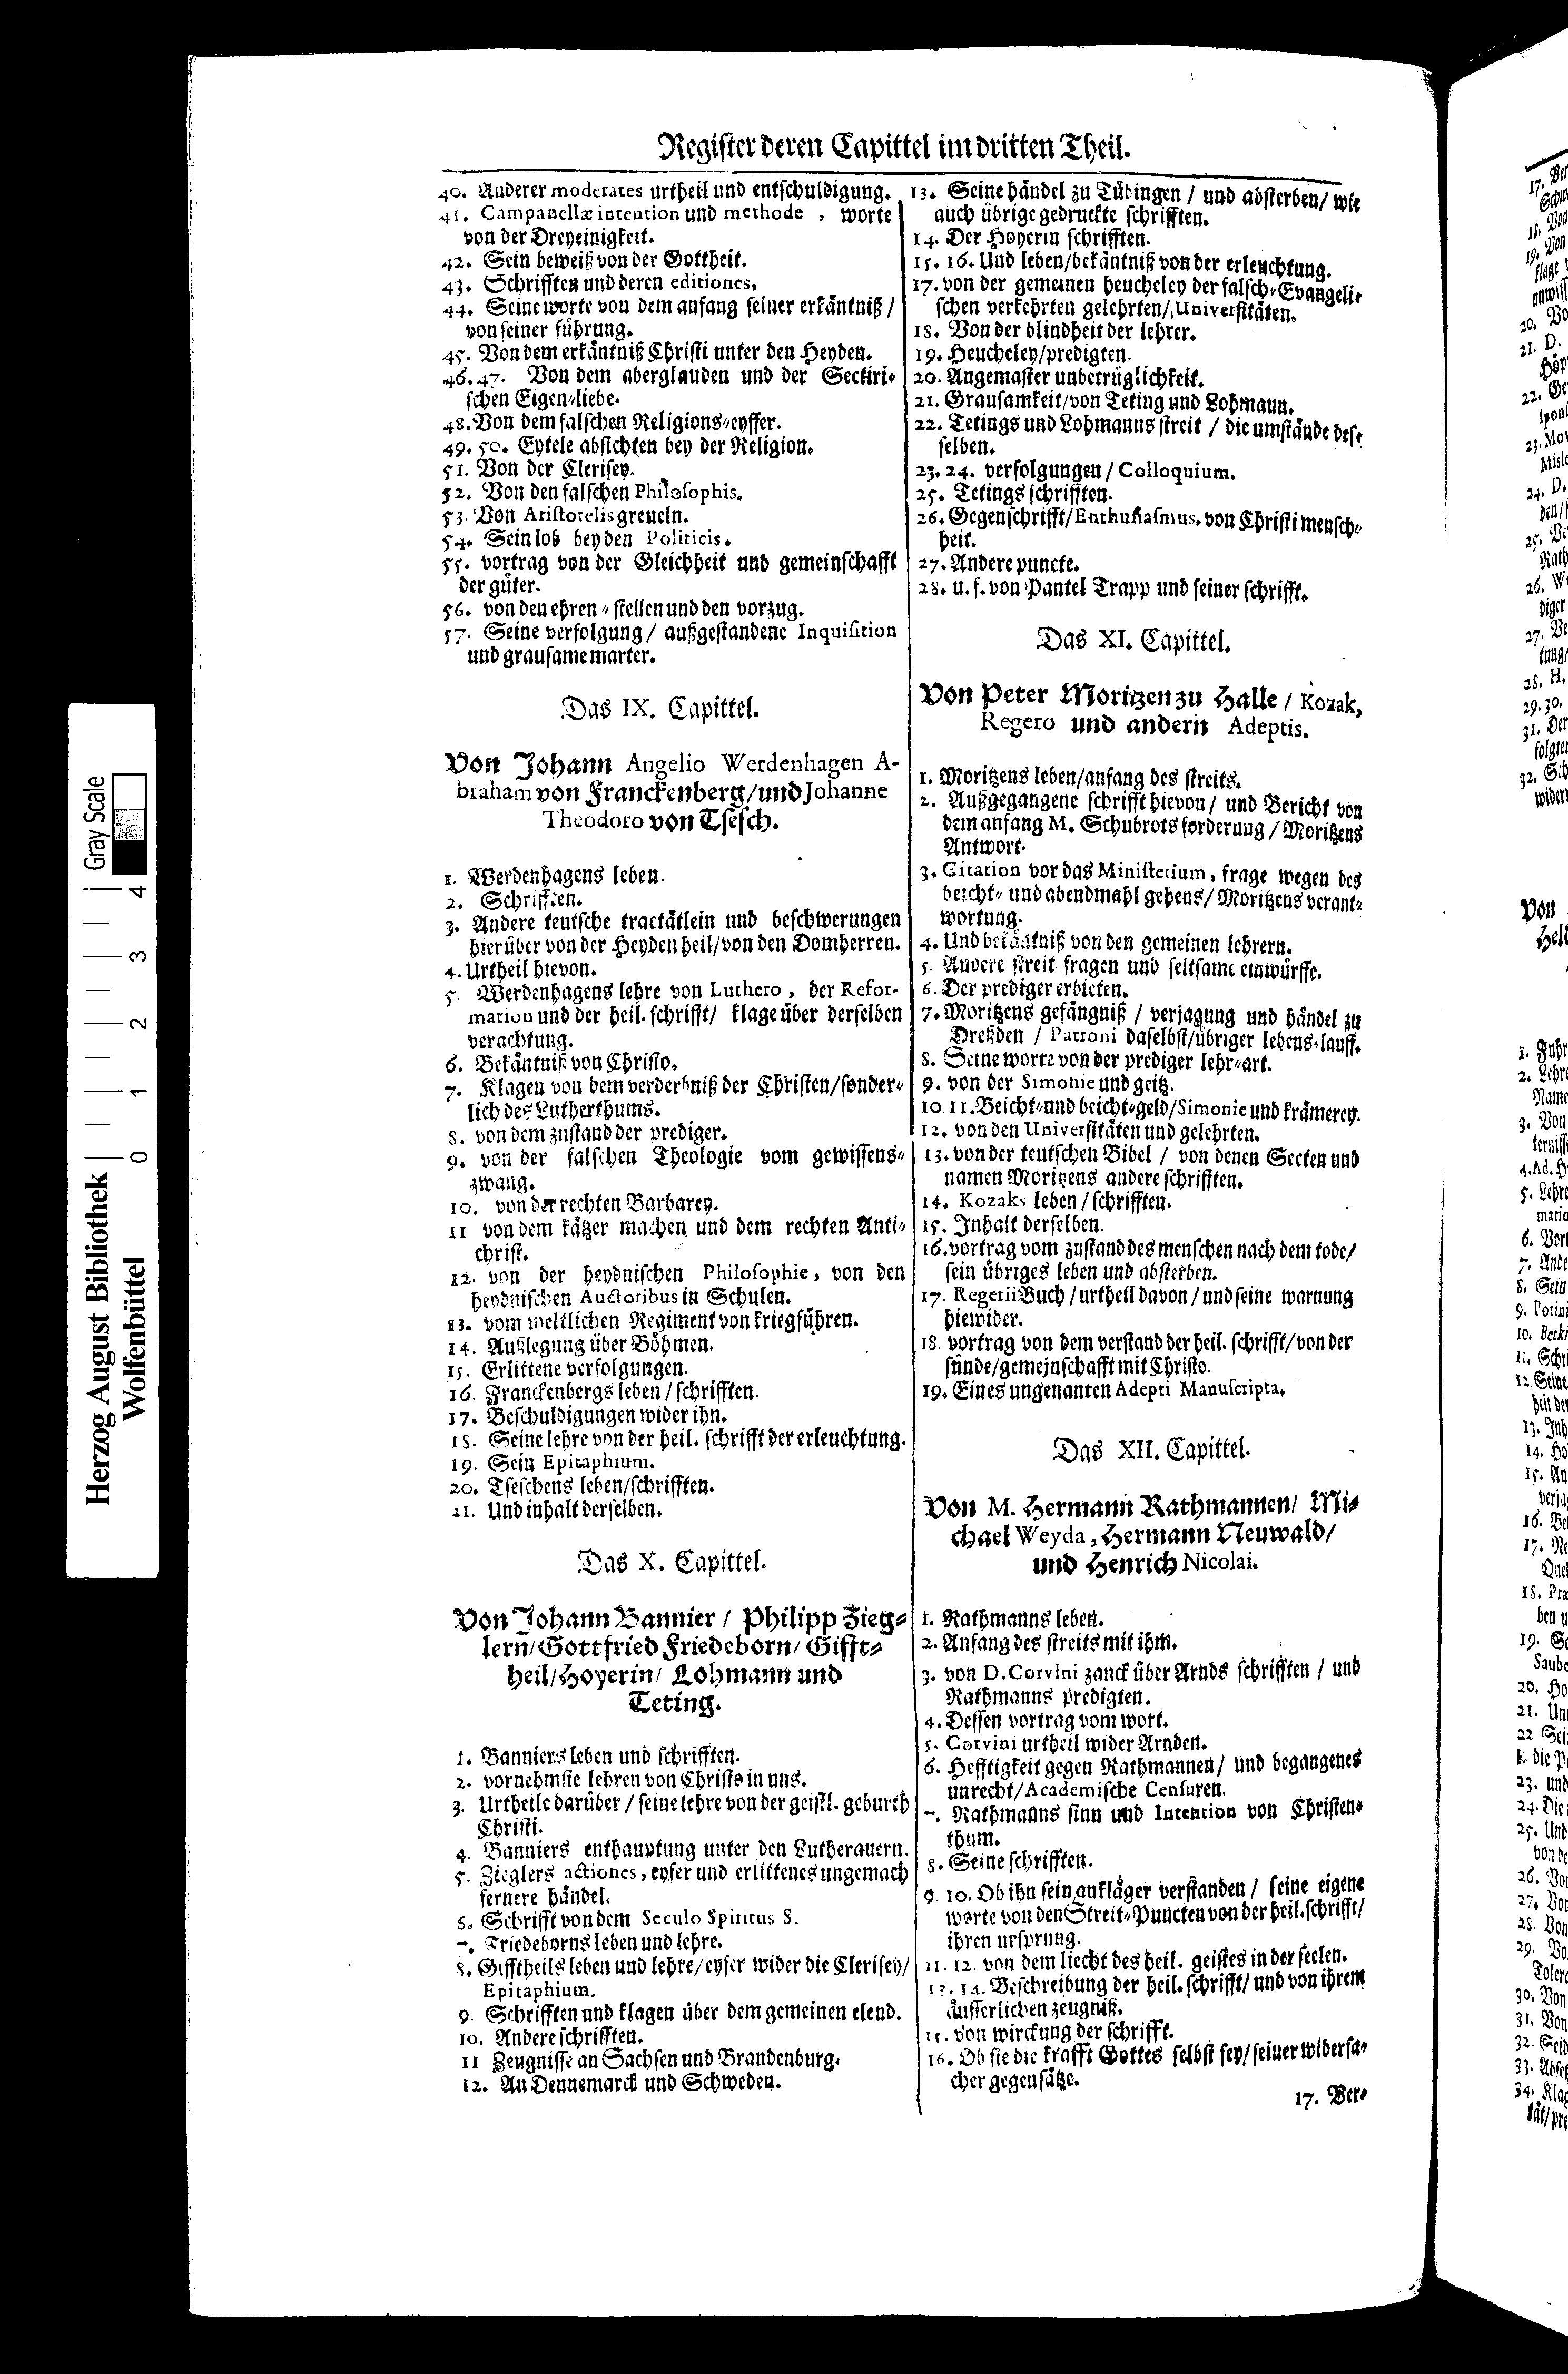 Register deren Capittel im dritten Theil.
40. Anderer moderates urtheil und entschuldigung.
41. Campanellæ intention und methode, worte
von der Dreyeinigkeit.
42. Sein beweiß von der Gottheit.
43. Schrifften und deren editiones.
44. Seine worte von dem anfang seiner erkäntniß /
von seiner führung.
45. Von dem erkäntniß Christi unter den Heyden.
46.47. Von dem aberglauben und der Sectiri-
schen Eigen-liebe.
48. Von dem falschen Religions-eyffer.
49.50. Eytele absichten bey der Religion.
51. Von der Clerisey.
52. Von den falschen Philosophis.
53. Von Aristotelis greueln.
54. Sein lob bey den Politicis.
55. vortrag von der Gleichheit und gemeinschafft
der güter.
56. von den ehren-stellen und den vorzug.
57. Seine verfolgung / außgestandene Inquisition
und grausame marter.
Das IX. Capittel.
Von Johann Angelio Werdenhagen A-
braham von Franckenberg/und Johanne
Theodoro von Tsesch.
1. Werdenhagens leben.
2. Schrifften.
3. Andere teutsche tractätlein und beschwerungen
hierüber von der Heyden heil/von den Domherren.
4. Urtheil hievon.
5. Werdenhagens lehre von Luthero, der Refor-
mation und der heil. schrifft/ klage über derselben
verachtung.
6. Bekäntniß von Christo.
7. Klagen von dem verderbniß der Christen/sonder-
lich des Lutherthums.
8. von dem zustand der prediger.
9. von der falschen Theologie vom gewissens-
zwang.
10. von der rechten Barbarey.
11 von dem kätzer machen und dem rechten Anti-
christ.
12. von der heydnischen Philosophie, von den
heydnischen Auctoribus in Schulen.
13. vom weltlichen Regiment von kriegführen.
14. Außlegung über Böhmen.
15. Erlittene verfolgungen.
16. Franckenbergs leben / schrifften.
17. Beschuldigungen wider ihn.
18. Seine lehre von der heil. schrifft der erleuchtung.
19. Sein Epitaphium.
20. Tseschens leben/schrifften.
21. Und inhalt derselben.
Das X. Capittel.
Von Johann Bannier / Philipp Zieg-
lern/Gottfried Friedeborn/ Gifft-
heil/Hoyerin/ Lohmann und
Teting.
1. Banniers leben und schrifften.
2. vornehmste lehren von Christo in uns.
3. Urtheile darüber / seine lehre von der geistl. geburth
Christi.
4. Banniers enthauptung unter den Lutheranern.
5. Zieglers actiones, eyfer und erlittenes ungemach
fernere händel.
6. Schrifft von dem Seculo Spiritus S.
7. Friedeborns leben und lehre.
8. Gifftheils leben und lehre/eyfer wider die Clerisey/
Epitaphium.
9. Schrifften und klagen über dem gemeinen elend.
10. Andere schrifften.
11 Zeugnisse an Sachsen und Brandenburg.
12. An Dennemarck und Schweden.
13. Seine händel zu Tübingen / und absterben/ wie
auch übrige gedruckte schrifften.
14. Der Hoyerin schrifften.
15. 16. Und leben/bekäntniß von der erleuchtung.
17. von der gemeinen heucheley der falsch-Evangeli-
schen verkehrten gelehrten/Universitäten.
18. Von der blindheit der lehrer.
19. Heucheley/predigten.
20. Angemaster unbetrüglichkeit.
21. Grausamkeit/von Teting und Lohmann.
22. Tetings und Lohmanns streit / die umstände des-
selben.
23. 24. verfolgungen / Colloquium.
25. Tetings schrifften.
26. Gegenschrifft/Enthusiasmus, von Christi mensch-
heit.
27. Andere puncte.
28. u. f. von Pantel Trapp und seiner schrifft.
Das XI. Capittel.
Von Peter Moritzen zu Halle / Kozak,
Regero und andern Adeptis.
1. Moritzens leben/anfang des streits.
2. Außgegangene schrifft hievon / und Bericht von
dem anfang M. Schubrots forderung / Moritzens
Antwort.
3. Citation vor das Ministerium, frage wegen des
beicht- und abendmahl gehens/ Moritzens verant-
wortung.
4. Und bekäntniß von den gemeinen lehrern.
5. Andere streit fragen und seltsame einwürffe.
6. Der prediger erbieten.
7. Moritzens gefängniß / verjagung und händel zu
Dreßden / Patroni daselbst/übriger lebens-lauff.
8. Seine worte von der prediger lehr-art.
9. von der Simonie und geitz.
10 11. Beicht- und beicht-geld/Simonie und krämerey.
12. von den Universitäten und gelehrten.
13. von der teutschen Bibel / von denen Secten und
namen Moritzens andere schrifften.
14. Kozaks leben / schrifften.
15. Inhalt derselben.
16. vortrag vom zustand des menschen nach dem tode/
sein übriges leben und absterben.
17. Regerii Buch / urtheil davon / und seine warnung
hiewider.
18. vortrag von dem verstand der heil. schrifft/von der
sünde/gemeinschafft mit Christo.
19. Eines ungenanten Adepti Manuscripta.
Das XII. Capittel.
Von M. Hermann Rathmannen/ Mi-
chael Weyda, Hermann Neuwald/
und Henrich Nicolai.
1. Rathmanns leben.
2. Anfang des streits mit ihm.
3. von D. Corvini zanck über Arnds schrifften / und
Rathmanns predigten.
4. Dessen vortrag vom wort.
5. Corvini urtheil wider Arnden.
6. Hefftigkeit gegen Rathmannen/ und begangenes
unrecht/Academische Censuren.
7. Rathmanns sinn und Intention von Christen-
thum.
8. Seine schrifften.
9. 10. Ob ihn sein ankläger verstanden / seine eigene
worte von den Streit-Puncten von der heil. schrifft/
ihren ursprung.
11. 12. von dem liecht des heil. geistes in der seelen.
13. 14. Beschreibung der heil. schrifft/ und von ihrem
äusserlichen zeugniß.
15. von wirckung der schrifft.
16. Ob sie die krafft Gottes selbst sey/ seiner widersa-
cher gegensätze.
17. Ver-
Gray Scale
0 1 2 3 4
Herzog August Bibliothek
Wolfenbüttel